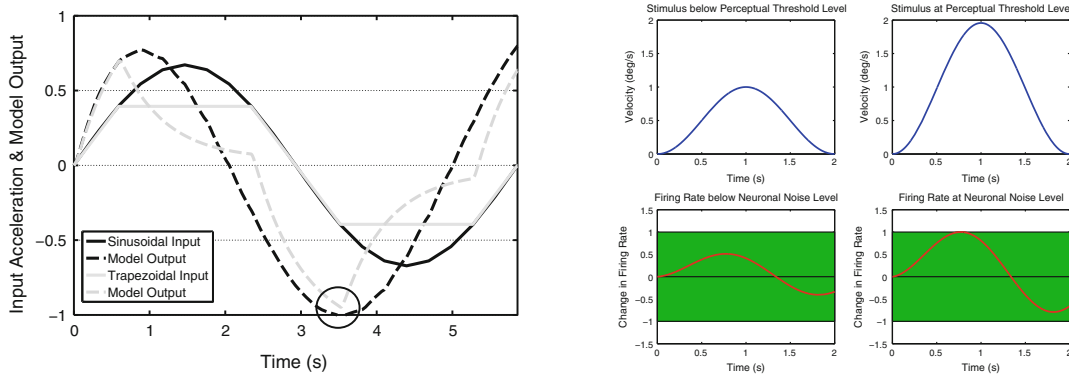 Input Acceleration & Model Output
1
0.5
0
−0.5
−1
Sinusoidal Input
Model Output
Trapezoidal Input
Model Output
0 1 2 3 4 5
Time (s)
Stimulus below Perceptual Threshold Level
Velocity (deg/s)
2
1.5
1
0.5
0
0 0.5 1 1.5 2
Time (s)
Stimulus at Perceptual Threshold Level
Velocity (deg/s)
2
1.5
1
0.5
0
0 0.5 1 1.5 2
Time (s)
Firing Rate below Neuronal Noise Level
Change in Firing Rate
1.5
1
0.5
0
−0.5
−1
−1.5
0 0.5 1 1.5 2
Time (s)
Firing Rate at Neuronal Noise Level
Change in Firing Rate
1.5
1
0.5
0
−0.5
−1
−1.5
0 0.5 1 1.5 2
Time (s)